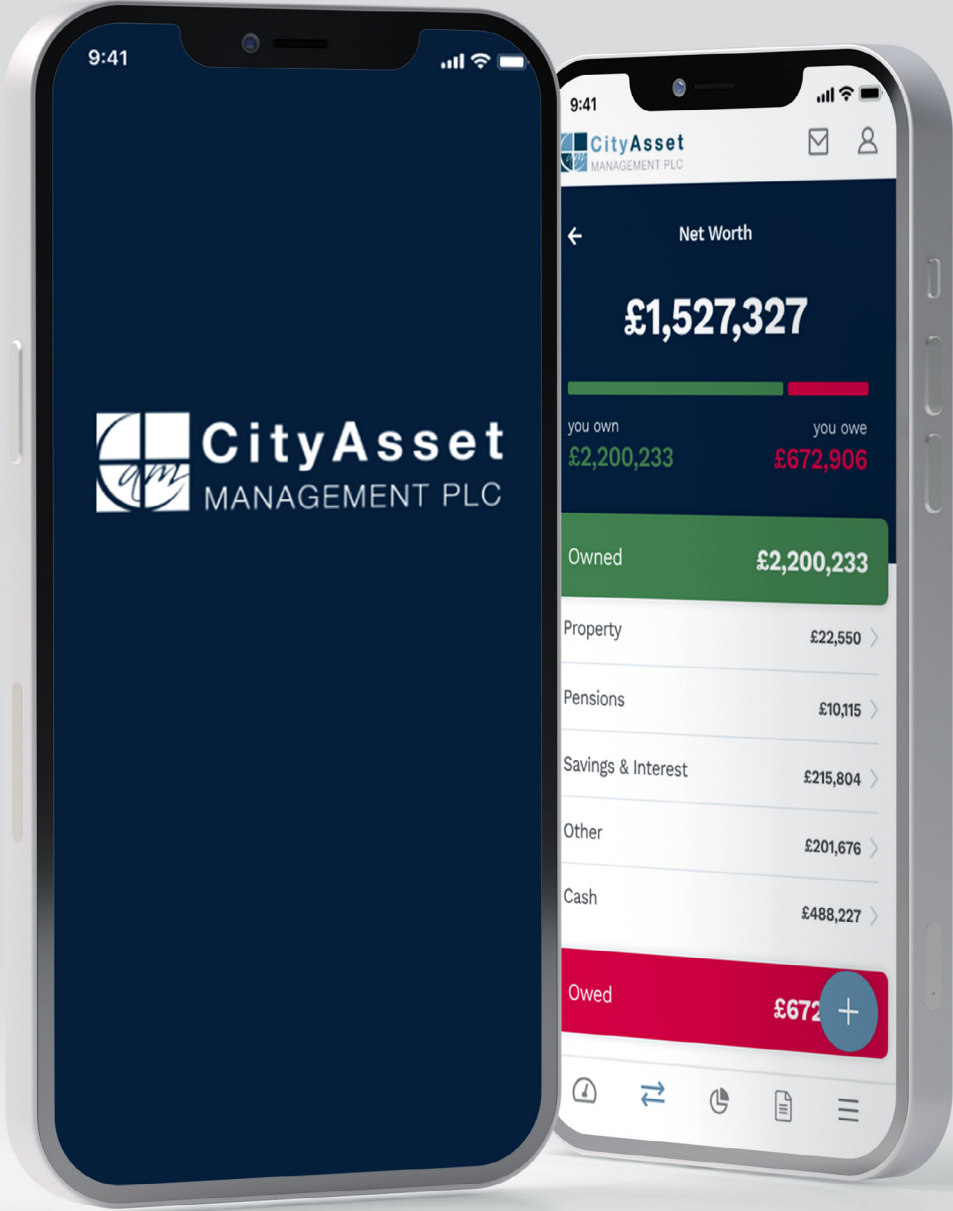 9:41
am
CityAsset
MANAGEMENT PLC
9:41
CityAsset
MANAGEMENT PLC
Net Worth
£1,527,327
you own
you owe
£2,200,233
£672,906
Owned
£2,200,233
Property
£22,550
Pensions
£10,115
Savings & Interest
£215,804
Other
£201,676
Cash
£488,227
Owed
£672